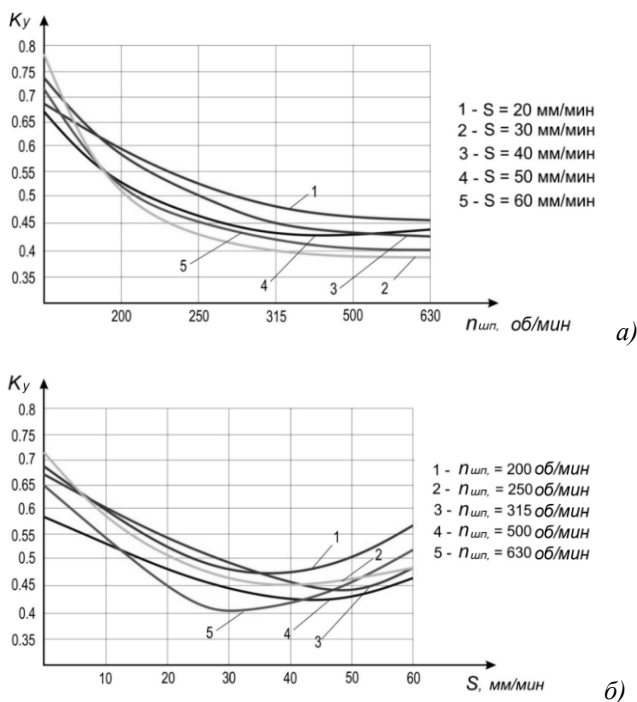 Kу
0.8
0.75
0.7
0.65
0.6
0.55
0.5
0.45
0.4
0.35
200 250 315 500 630
nшп, об/мин
1
5
4
3
2
1 - S = 20 мм/мин
2 - S = 30 мм/мин
3 - S = 40 мм/мин
4 - S = 50 мм/мин
5 - S = 60 мм/мин
а)
Kу
0.8
0.75
0.7
0.65
0.6
0.55
0.5
0.45
0.4
0.35
10 20 30 40 50 60
S, мм/мин
1
2
5
4
3
1 - nшп, = 200 об/мин
2 - nшп, = 250 об/мин
3 - nшп, = 315 об/мин
4 - nшп, = 500 об/мин
5 - nшп, = 630 об/мин
б)